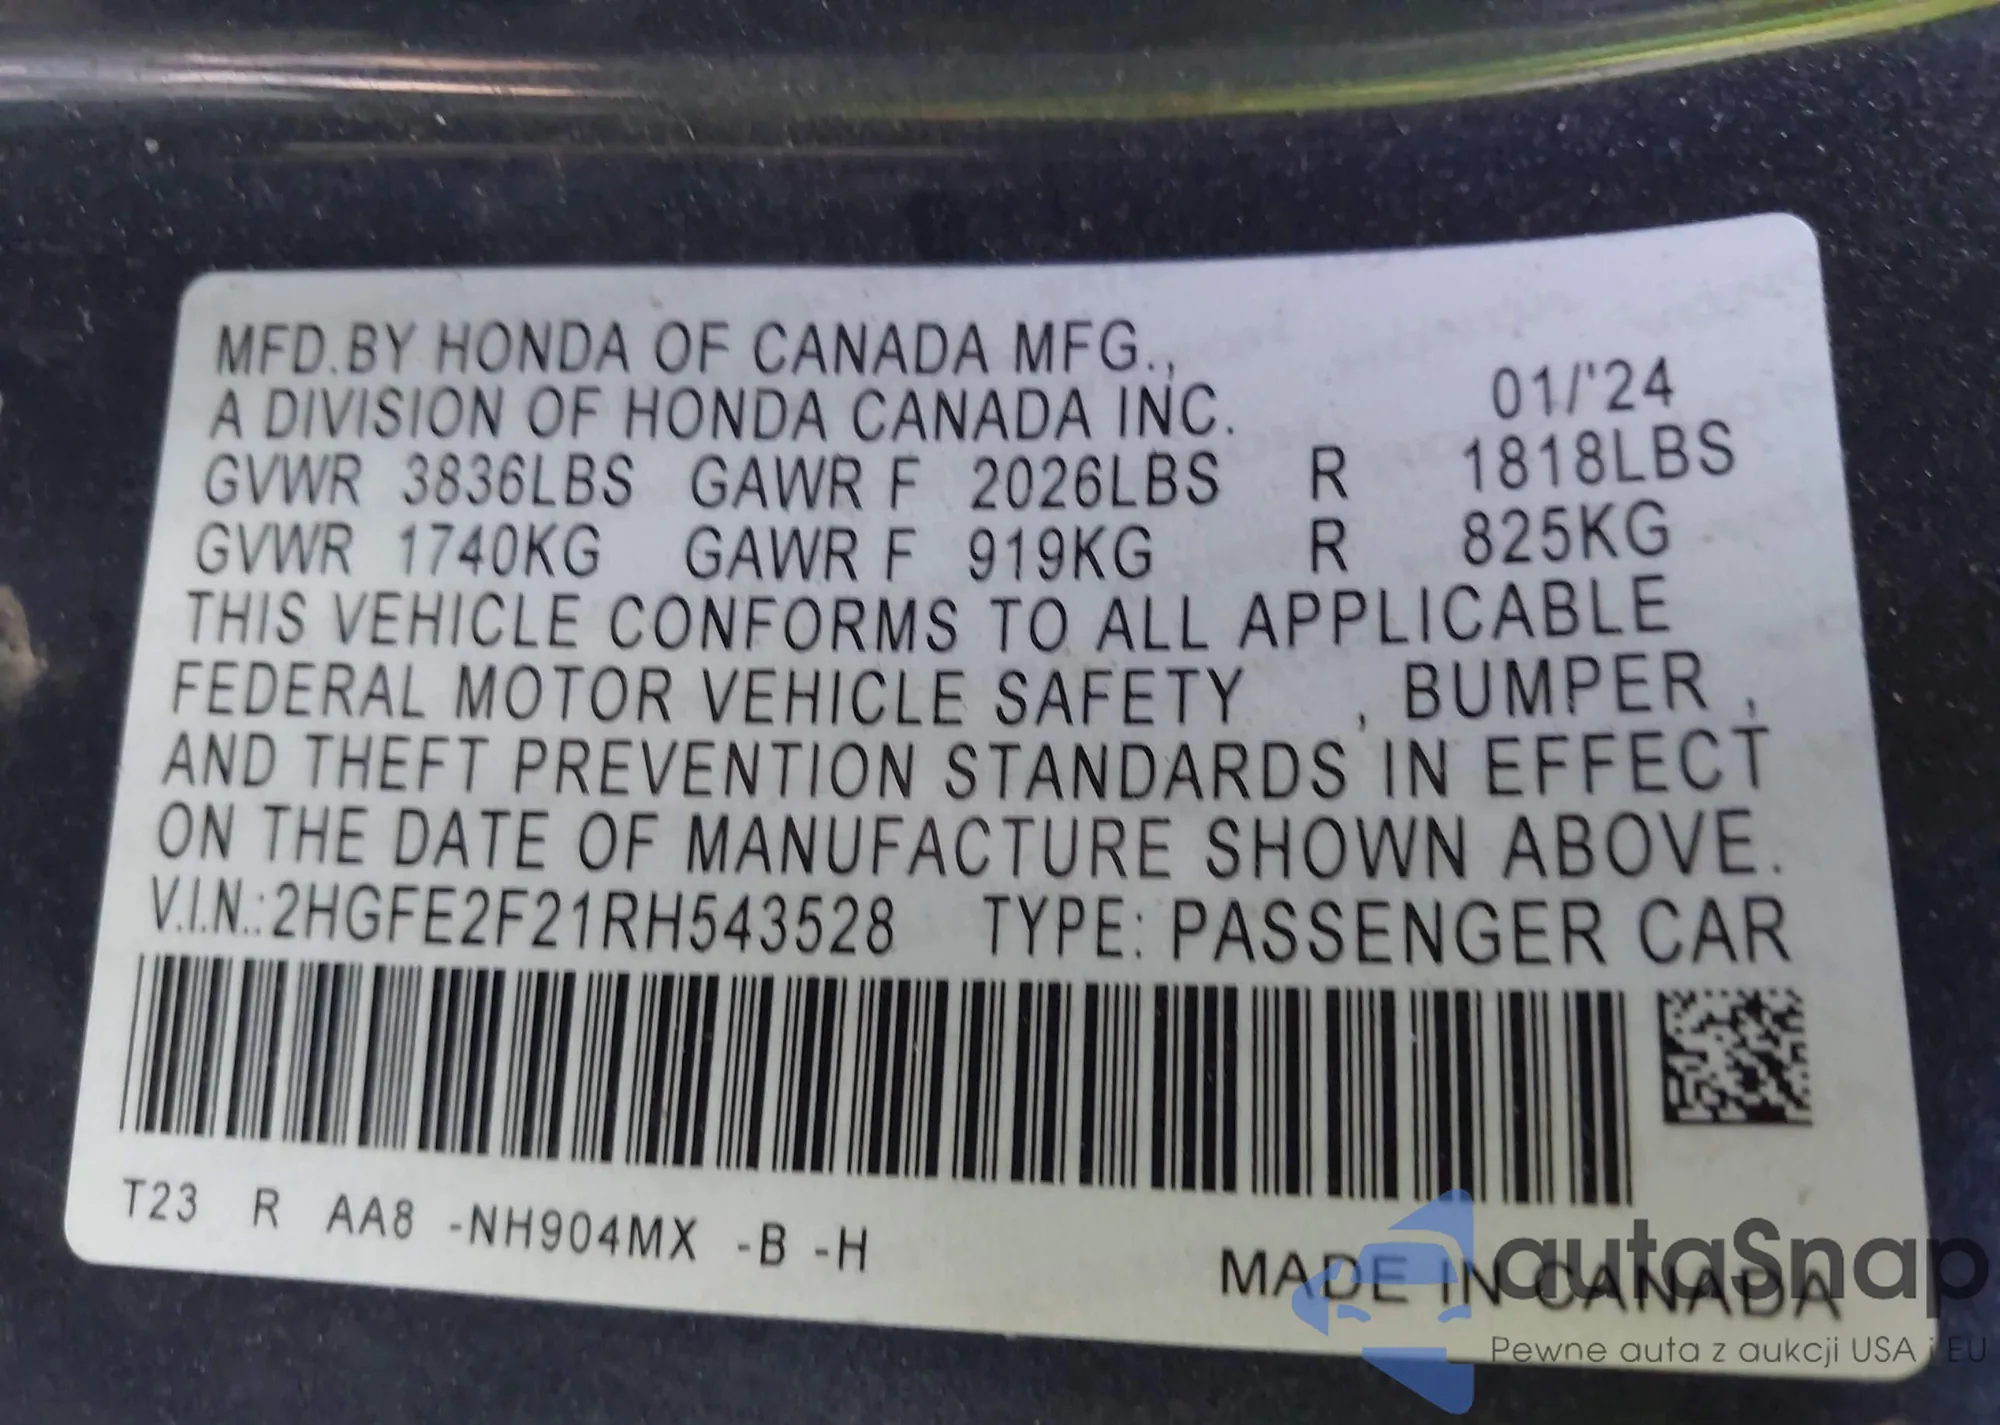 MFD.BY HONDA OF CANADA MFG.,
A DIVISION OF HONDA CANADA INC. 01/'24
GVWR 3836LBS GAWR F 2026LBS R 1818LBS
GVWR 1740KG GAWR F 919KG R 825KG
THIS VEHICLE CONFORMS TO ALL APPLICABLE
FEDERAL MOTOR VEHICLE SAFETY , BUMPER ,
AND THEFT PREVENTION STANDARDS IN EFFECT
ON THE DATE OF MANUFACTURE SHOWN ABOVE.
V.I.N.:2HGFE2F21RH543528 TYPE: PASSENGER CAR
T23 R AA8 -NH904MX -B -H
MADE IN CANADA
autaSnap
Pewne auta z aukcji USA i EU